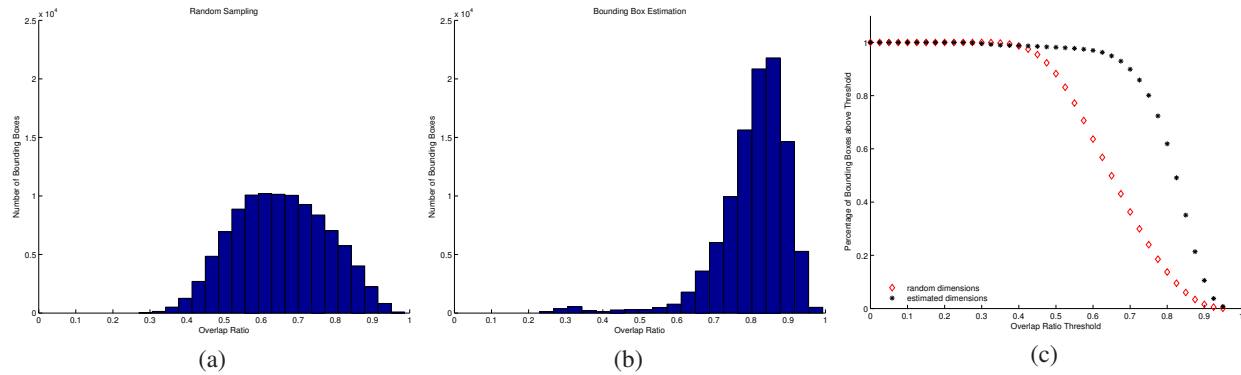 Random Sampling
2.5 x 10^4
2
1.5
1
0.5
0
Number of Bounding Boxes
0 0.1 0.2 0.3 0.4 0.5 0.6 0.7 0.8 0.9 1
Overlap Ratio
(a)
Bounding Box Estimation
2.5 x 10^4
2
1.5
1
0.5
0
Number of Bounding Boxes
0 0.1 0.2 0.3 0.4 0.5 0.6 0.7 0.8 0.9 1
Overlap Ratio
(b)
1
0.8
0.6
0.4
0.2
0
Percentage of Bounding Boxes above Threshold
random dimensions
estimated dimensions
0 0.1 0.2 0.3 0.4 0.5 0.6 0.7 0.8 0.9 1
Overlap Ratio Threshold
(c)